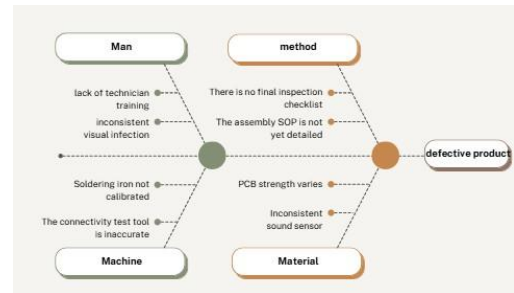 Man
method
lack of technician
training
inconsistent
visual infection
There is no final inspection
checklist
The assembly SOP is not
yet detailed
defective product
Soldering iron not
calibrated
The connectivity test tool
is inaccurate
PCB strength varies
Inconsistent
sound sensor
Machine
Material